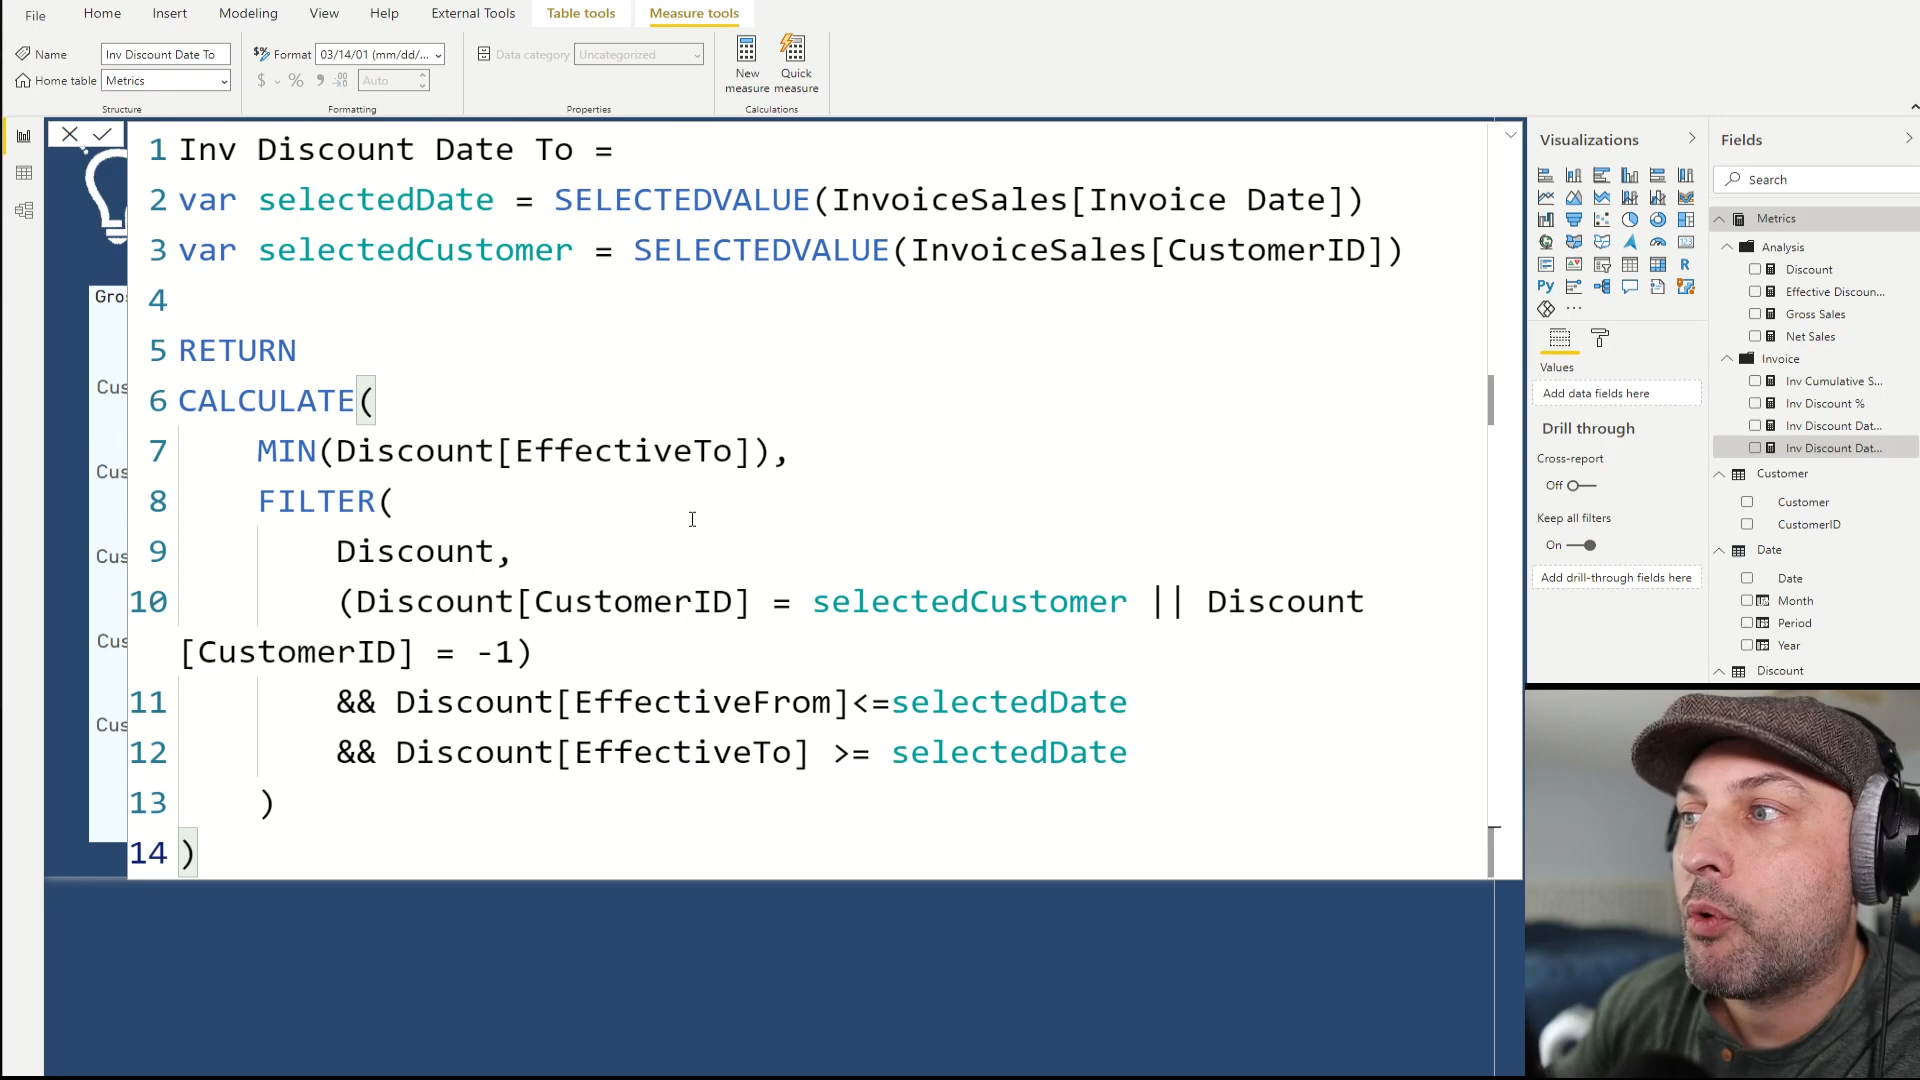 File
Home
Insert
Modeling
View
Help
External Tools
Table tools
Measure tools
Name
Inv Discount Date To
Home table
Metrics
Structure
Format
03/14/01 (mm/dd/...
$
%
Auto
Formatting
Data category
Uncategorized
Properties
New measure
Quick measure
Calculations
1 Inv Discount Date To =
2 var selectedDate = SELECTEDVALUE(InvoiceSales[Invoice Date])
3 var selectedCustomer = SELECTEDVALUE(InvoiceSales[CustomerID])
4
5 RETURN
6 CALCULATE(
7 MIN(Discount[EffectiveTo]),
8 FILTER(
9 Discount,
10 (Discount[CustomerID] = selectedCustomer || Discount
[CustomerID] = -1)
11 && Discount[EffectiveFrom]<=selectedDate
12 && Discount[EffectiveTo] >= selectedDate
13 )
14 )
Gro
Cus
Cus
Cus
Cus
Cus
Visualizations
R
Py
...
Values
Add data fields here
Drill through
Cross-report
Off
Keep all filters
On
Add drill-through fields here
Fields
Search
Metrics
Analysis
Discount
Effective Discoun...
Gross Sales
Net Sales
Invoice
Inv Cumulative S...
Inv Discount %
Inv Discount Dat...
Inv Discount Dat...
Customer
Customer
CustomerID
Date
Date
Month
Period
Year
Discount